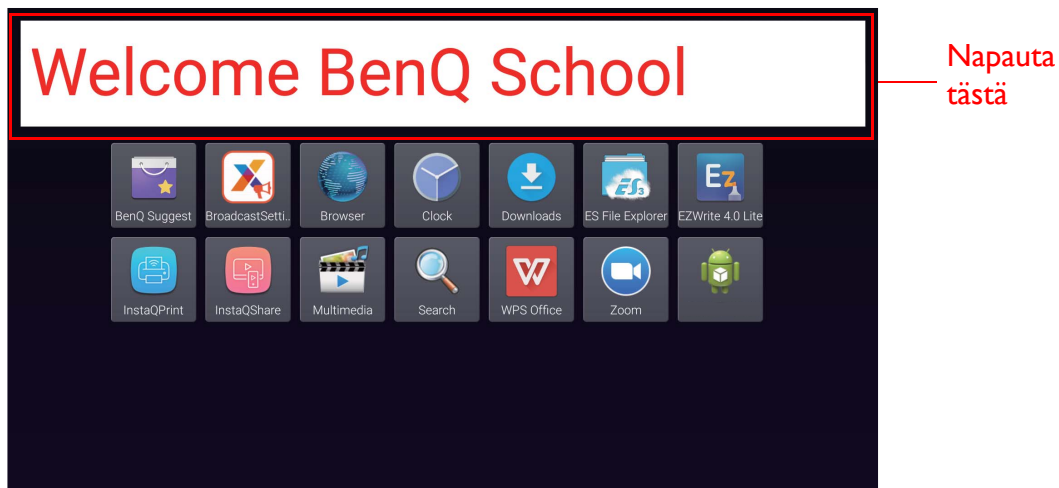 Welcome BenQ School
Napauta
tästä
BenQ Suggest
BroadcastSetti..
Browser
Clock
Downloads
ES File Explorer
EZWrite 4.0 Lite
InstaQPrint
InstaQShare
Multimedia
Search
WPS Office
Zoom